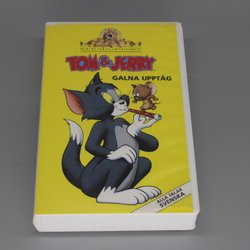 TOM & JERRY
GALNA UPPTÅG
ALLA TALAR
SVENSKA